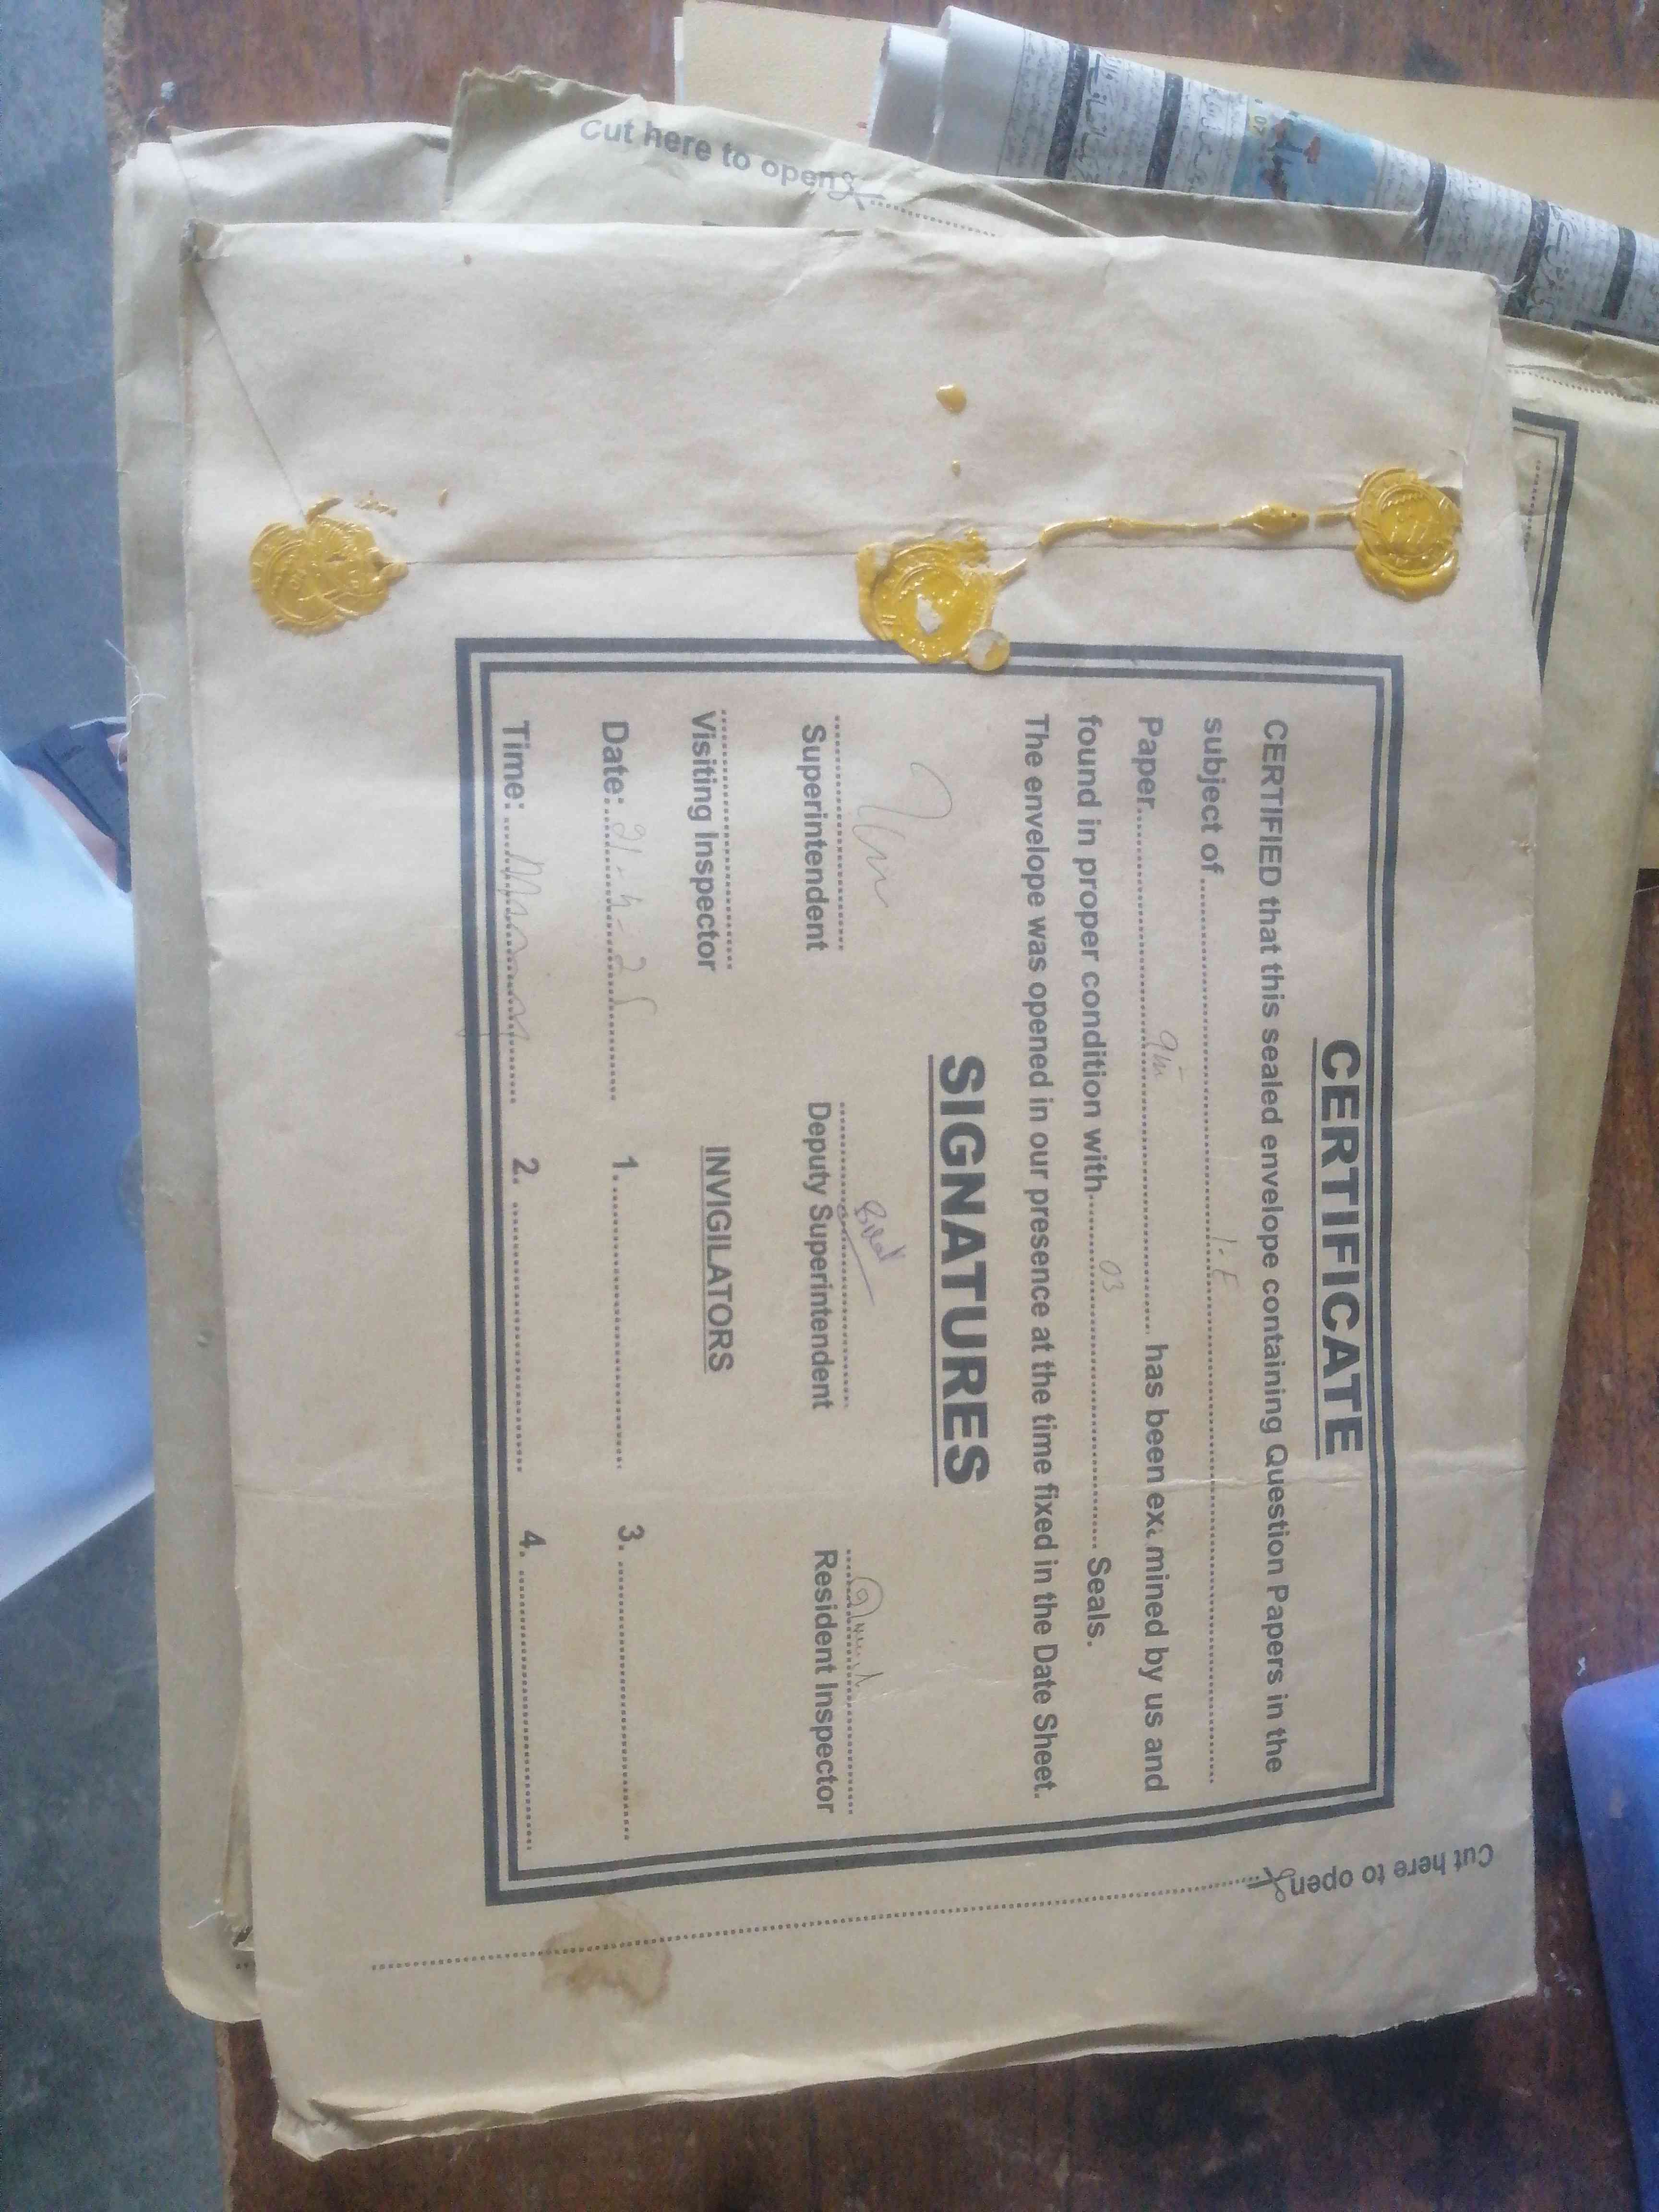 CERTIFICATE
CERTIFIED that this sealed envelope containing Question Papers in the
subject of.......... I.E ..........
Paper.......... 9th .......... has been examined by us and
found in proper condition with.......... 03 .......... Seals.
The envelope was opened in our presence at the time fixed in the Date Sheet.
SIGNATURES
Superintendent Deputy Superintendent Resident Inspector
Visiting Inspector INVIGILATORS
Date:.......... 1. .......... 3. ..........
Time:.......... Morning .......... 2. .......... 4. ..........
Cut here to open
Cut here to open